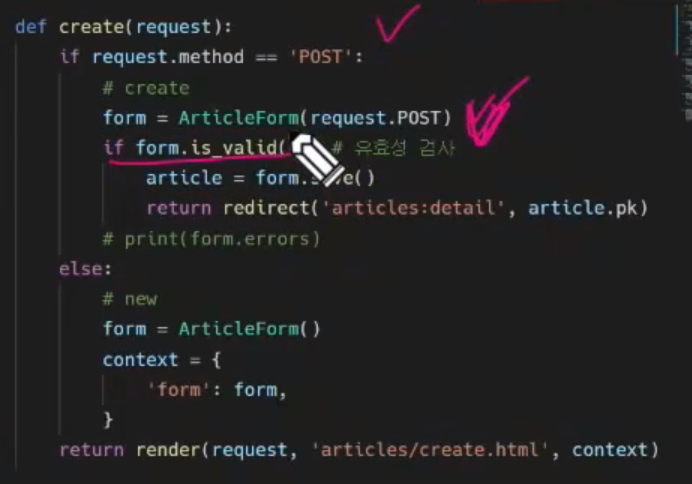 def create(request):
if request.method == 'POST':
# create
form = ArticleForm(request.POST)
if form.is_valid( # 유효성 검사
article = form. ()
return redirect('articles:detail', article.pk)
# print(form.errors)
else:
# new
form = ArticleForm()
context = {
'form': form,
}
return render(request, 'articles/create.html', context)